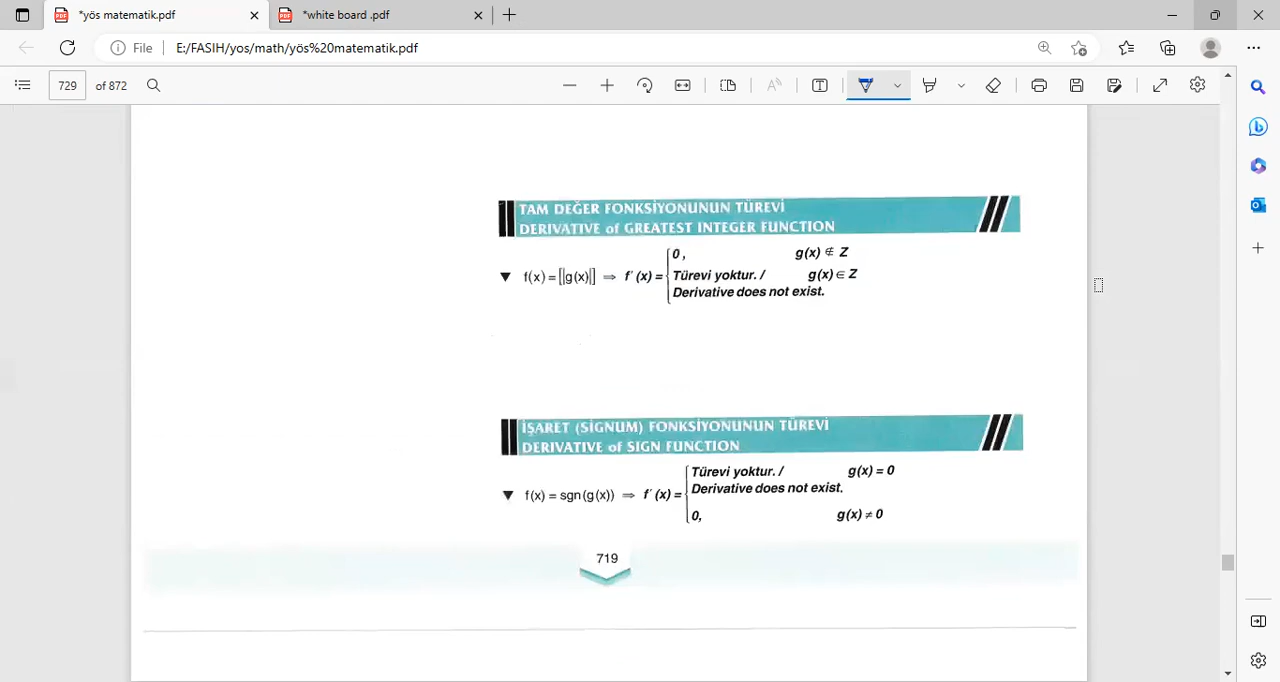 *yös matematik.pdf
*white board .pdf
File
E:/FASIH/yos/math/yös%20matematik.pdf
729
of 872
TAM DEĞER FONKSİYONUNUN TÜREVİ
DERIVATIVE of GREATEST INTEGER FUNCTION
▼ f(x) = [|g(x)|] ⇒ f'(x) =
0, g(x) ∉ Z
Türevi yoktur. / g(x) ∈ Z
Derivative does not exist.
İŞARET (SİGNUM) FONKSİYONUNUN TÜREVİ
DERIVATIVE of SIGN FUNCTION
▼ f(x) = sgn(g(x)) ⇒ f'(x) =
Türevi yoktur. / g(x) = 0
Derivative does not exist.
0, g(x) ≠ 0
719